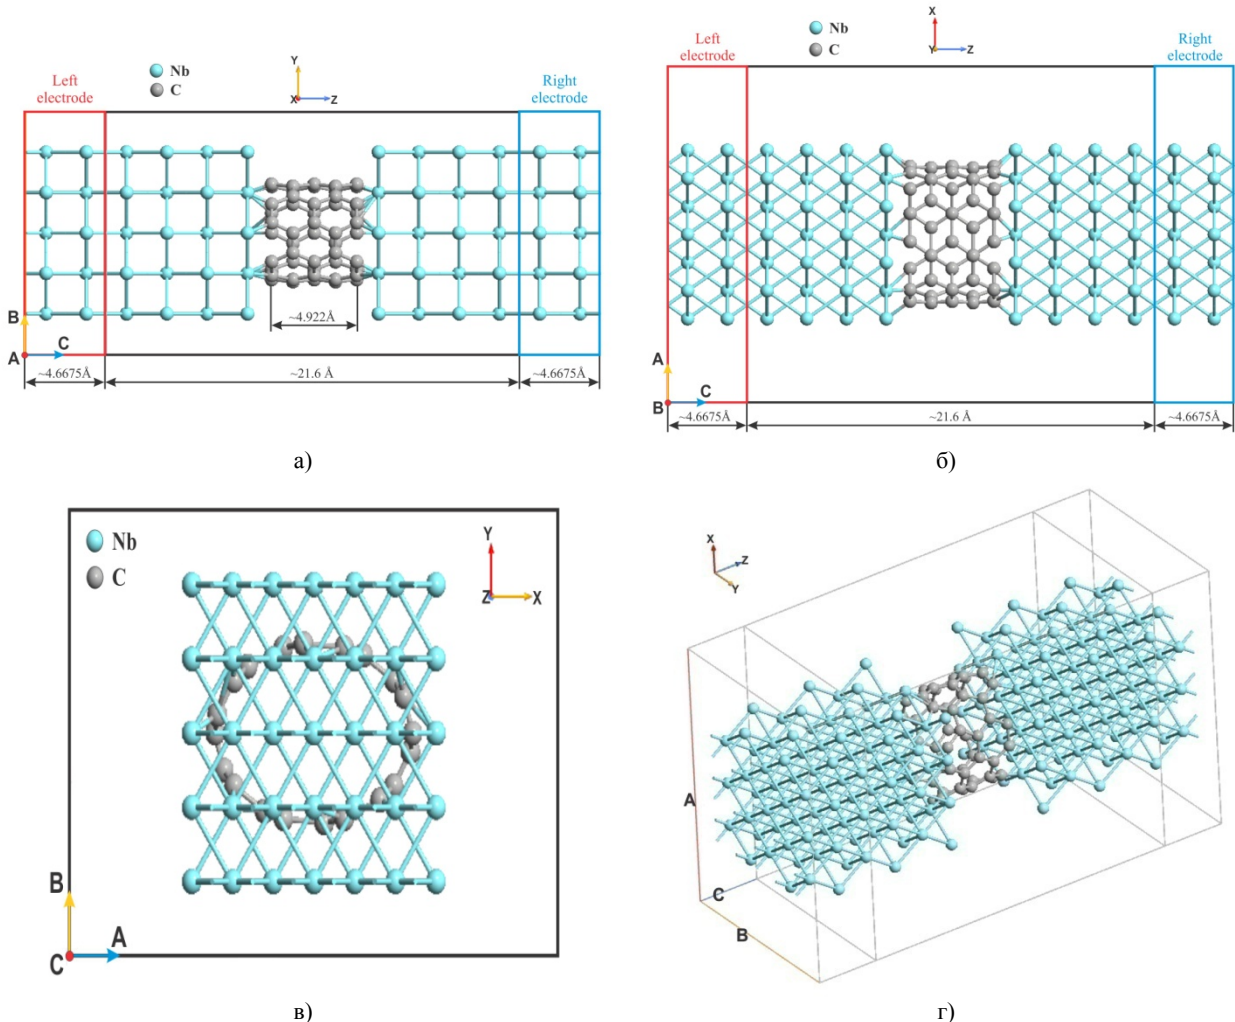 Nb
C
Y
X
Z
Left
electrode
Right
electrode
B
A
C
~4.922Å
~4.6675Å
~21.6 Å
~4.6675Å
а)
X
Nb
C
Y
Z
Left
electrode
Right
electrode
A
B
C
~4.6675Å
~21.6 Å
~4.6675Å
б)
Nb
C
Y
Z
X
B
A
C
в)
X
Z
Y
A
C
B
г)